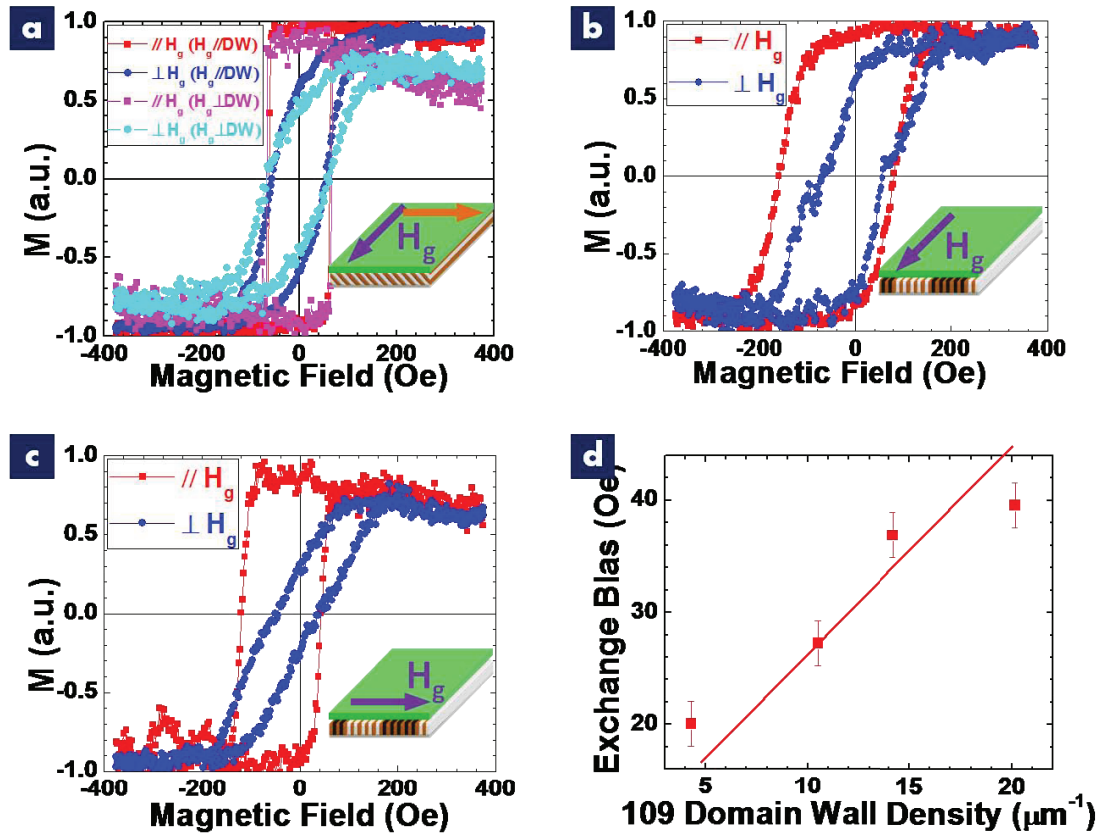 a
1.0
0.5
0.0
-0.5
-1.0
M (a.u.)
// Hg (Hg//DW)
⊥ Hg (Hg//DW)
// Hg (Hg⊥DW)
⊥ Hg (Hg⊥DW)
Hg
-400 -200 0 200 400
Magnetic Field (Oe)
b
1.0
0.5
0.0
-0.5
-1.0
M (a.u.)
// Hg
⊥ Hg
Hg
-400 -200 0 200 400
Magnetic Field (Oe)
c
1.0
0.5
0.0
-0.5
-1.0
M (a.u.)
// Hg
⊥ Hg
Hg
-400 -200 0 200 400
Magnetic Field (Oe)
d
40
30
20
Exchange Bias (Oe)
5 10 15 20
109 Domain Wall Density (μm⁻¹)